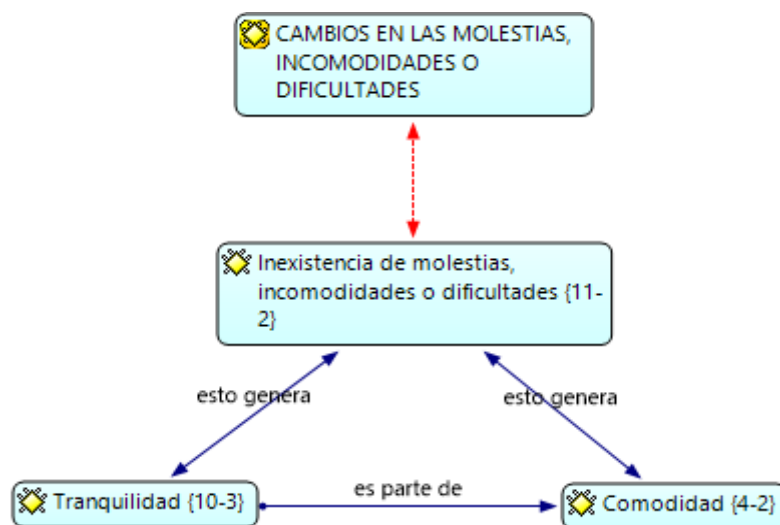 CAMBIOS EN LAS MOLESTIAS,
INCOMODIDADES O
DIFICULTADES
Inexistencia de molestias,
incomodidades o dificultades {11-
2}
esto genera
esto genera
Tranquilidad {10-3}
es parte de
Comodidad {4-2}